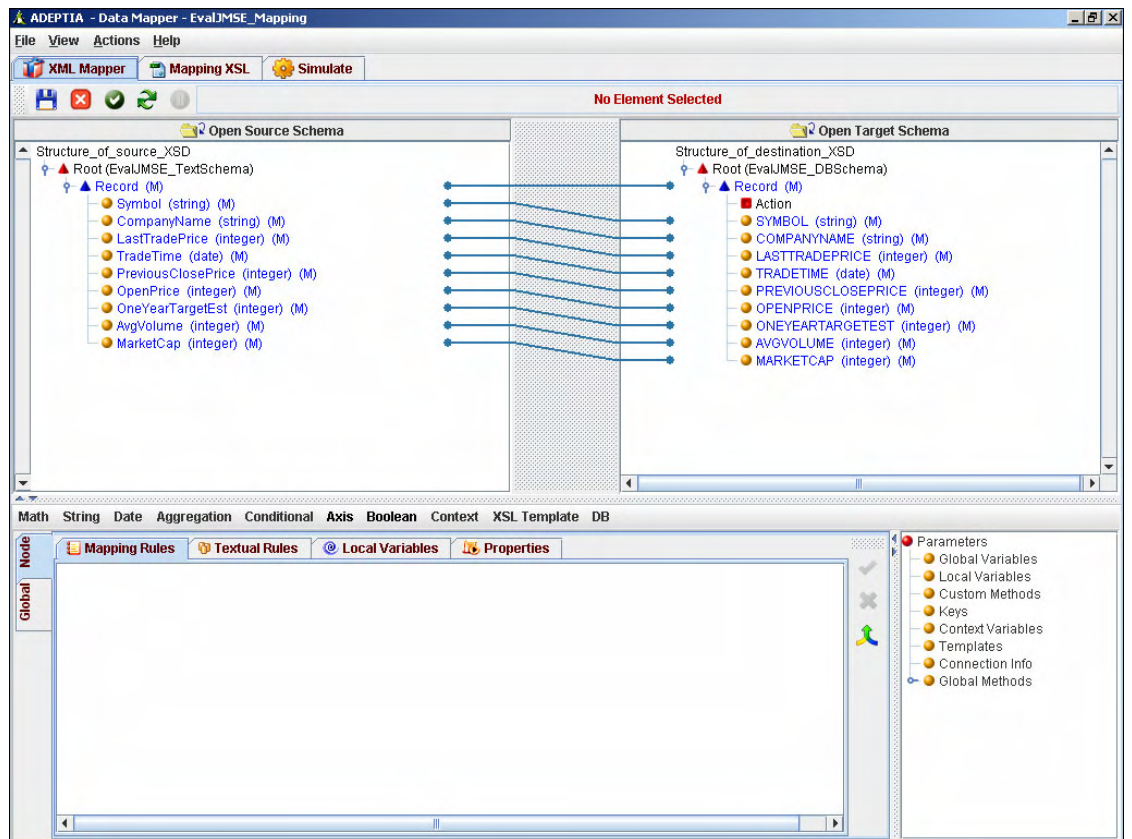 ADEPTIA - Data Mapper - EvalJMSE_Mapping
File View Actions Help
XML Mapper Mapping XSL Simulate
No Element Selected
Open Source Schema
Structure_of_source_XSD
Root (EvalJMSE_TextSchema)
Record (M)
Symbol (string) (M)
CompanyName (string) (M)
LastTradePrice (integer) (M)
TradeTime (date) (M)
PreviousClosePrice (integer) (M)
OpenPrice (integer) (M)
OneYearTargetEst (integer) (M)
AvgVolume (integer) (M)
MarketCap (integer) (M)
Open Target Schema
Structure_of_destination_XSD
Root (EvalJMSE_DBSchema)
Record (M)
Action
SYMBOL (string) (M)
COMPANYNAME (string) (M)
LASTTRADEPRICE (integer) (M)
TRADETIME (date) (M)
PREVIOUSCLOSEPRICE (integer) (M)
OPENPRICE (integer) (M)
ONEYEARTARGETEST (integer) (M)
AVGVOLUME (integer) (M)
MARKETCAP (integer) (M)
Math String Date Aggregation Conditional Axis Boolean Context XSL Template DB
Node
Global
Mapping Rules Textual Rules Local Variables Properties
Parameters
Global Variables
Local Variables
Custom Methods
Keys
Context Variables
Templates
Connection Info
Global Methods